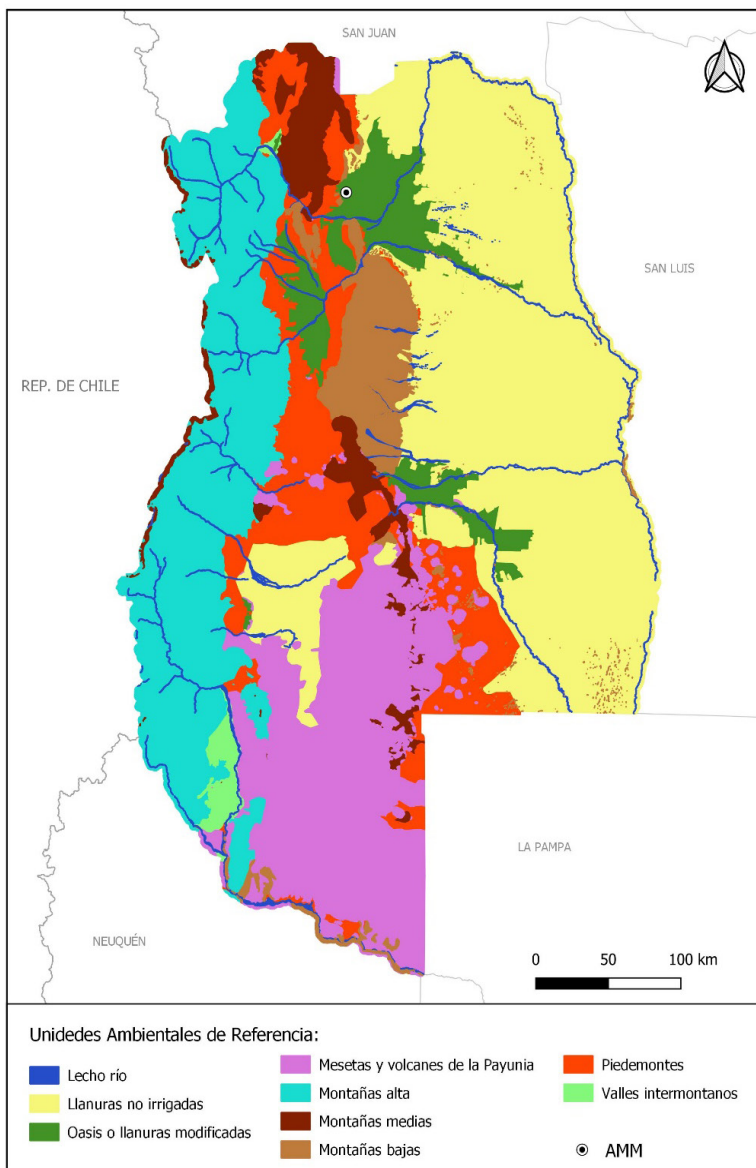 SAN JUAN
SAN LUIS
REP. DE CHILE
LA PAMPA
NEUQUÉN
0 50 100 km
Unidedes Ambientales de Referencia:
Lecho río
Llanuras no irrigadas
Oasis o llanuras modificadas
Mesetas y volcanes de la Payunia
Montañas alta
Montañas medias
Montañas bajas
Piedemontes
Valles intermontanos
AMM